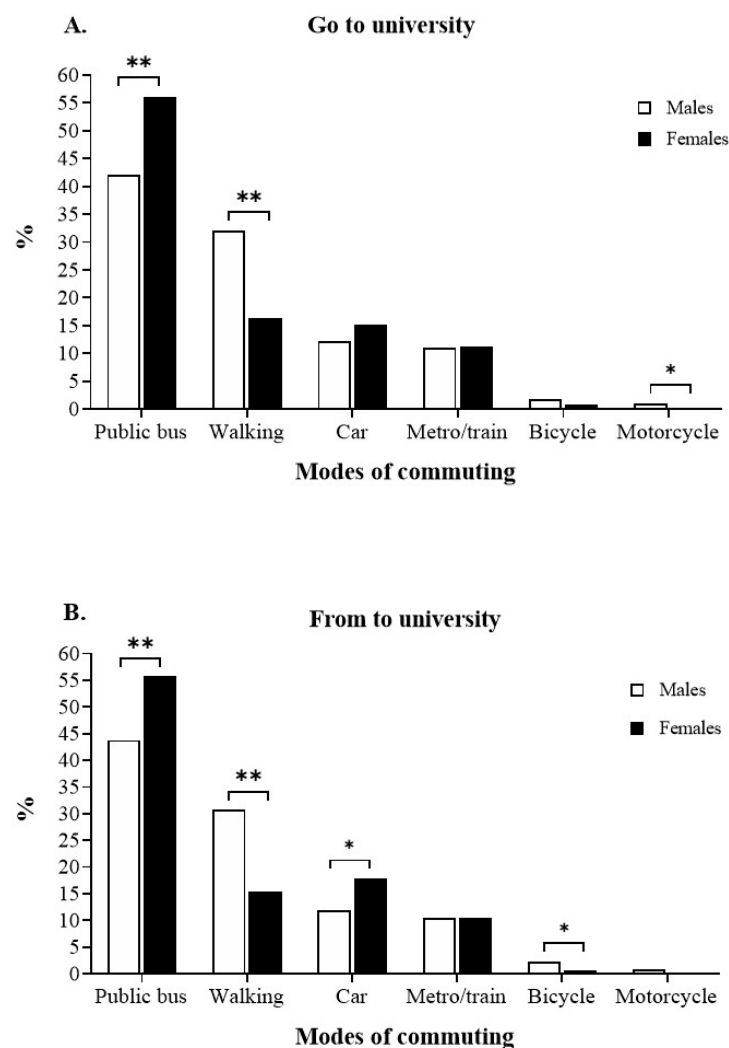 A.
Go to university
**
**
*
Males
Females
60
55
50
45
40
35
30
25
20
15
10
5
0
%
Public bus Walking Car Metro/train Bicycle Motorcycle
Modes of commuting
B.
From to university
**
**
*
*
Males
Females
60
55
50
45
40
35
30
25
20
15
10
5
0
%
Public bus Walking Car Metro/train Bicycle Motorcycle
Modes of commuting